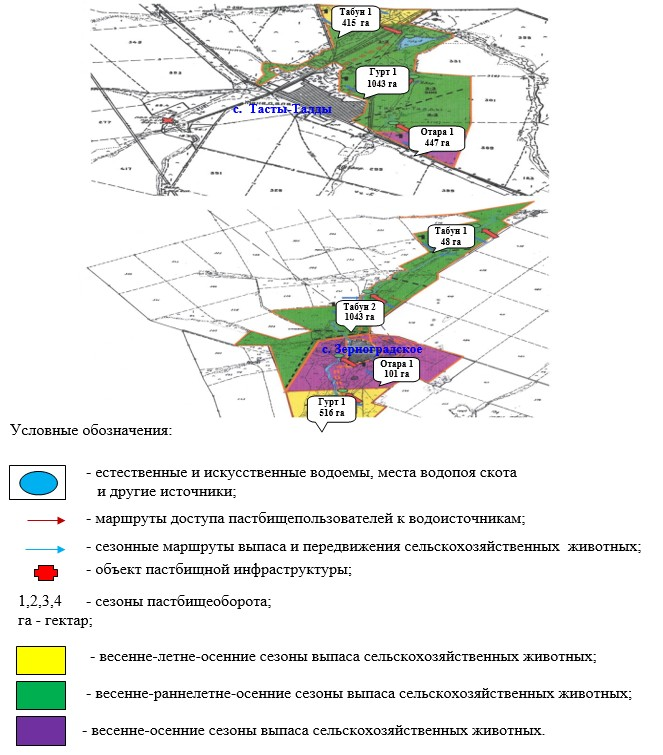 Табун 1
415 га
Гурт 1
1043 га
с. Тасты-Талды
Отара 1
447 га
Табун 1
48 га
Табун 2
1043 га
с. Зерноградское
Отара 1
101 га
Гурт 1
516 га
Условные обозначения:
- естественные и искусственные водоемы, места водопоя скота
и другие источники;
- маршруты доступа пастбищепользователей к водоисточникам;
- сезонные маршруты выпаса и передвижения сельскохозяйственных животных;
- объект пастбищной инфраструктуры;
1,2,3,4 - сезоны пастбищеоборота;
га - гектар;
- весенне-летне-осенние сезоны выпаса сельскохозяйственных животных;
- весенне-раннелетне-осенние сезоны выпаса сельскохозяйственных животных;
- весенне-осенние сезоны выпаса сельскохозяйственных животных.